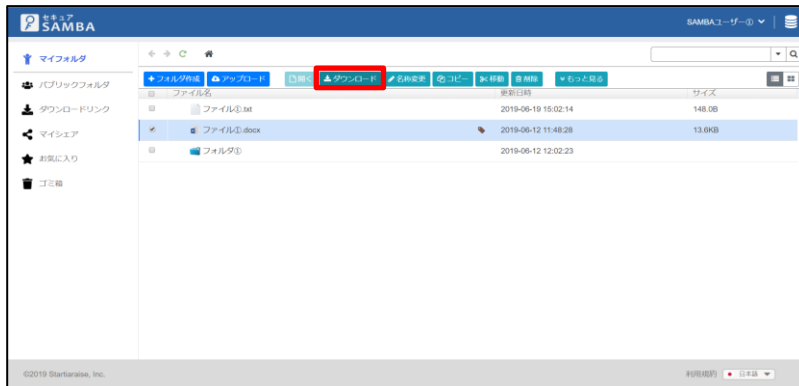 セキュア
SAMBA
SAMBAユーザー①
マイフォルダ
パブリックフォルダ
ダウンロードリンク
マイシェア
お気に入り
ゴミ箱
フォルダ作成 アップロード 開く ダウンロード 名称変更 コピー 移動 削除 もっと見る
ファイル名 更新日時 サイズ
ファイル①.txt 2019-06-19 15:02:14 148.0B
ファイル①.docx 2019-06-12 11:48:28 13.6KB
フォルダ① 2019-06-12 12:02:23
©2019 Startiaraise, Inc. 利用規約 日本語